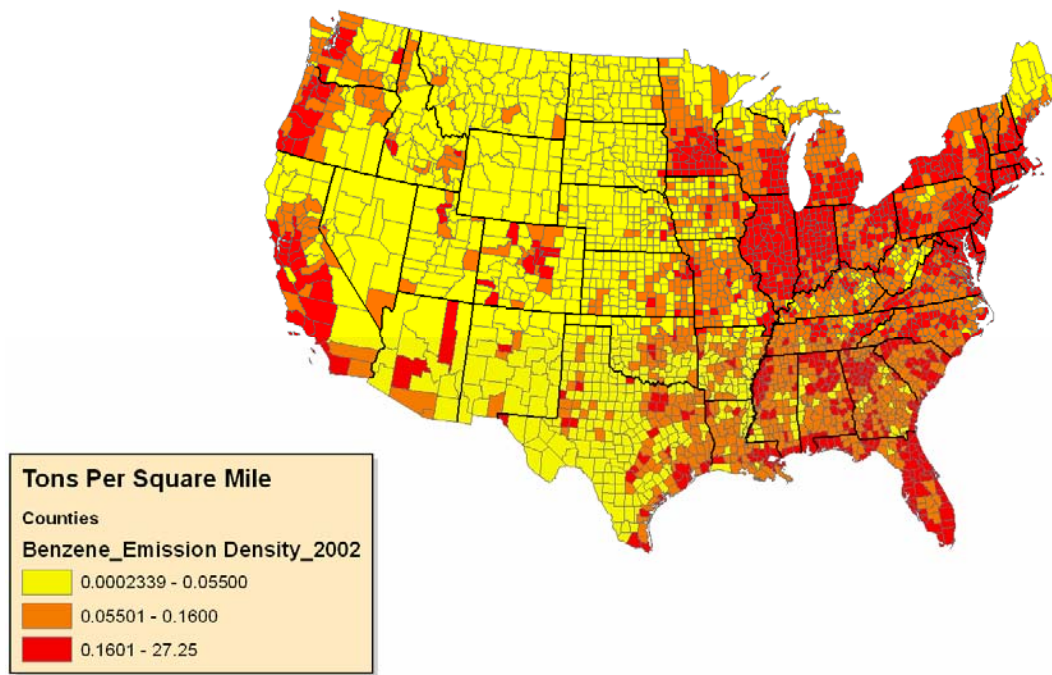 Tons Per Square Mile
Counties
Benzene_Emission Density_2002
0.0002339 - 0.05500
0.05501 - 0.1600
0.1601 - 27.25